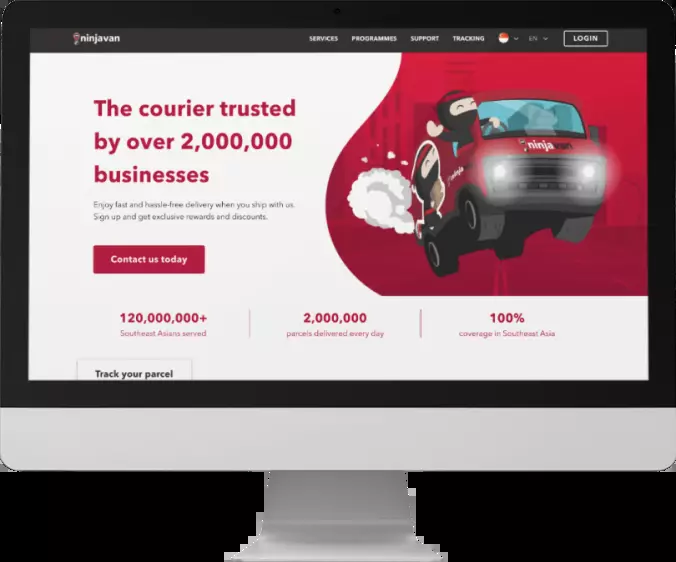 ninjavan
SERVICES PROGRAMMES SUPPORT TRACKING EN LOGIN
The courier trusted
by over 2,000,000
businesses
Enjoy fast and hassle-free delivery when you ship with us.
Sign up and get exclusive rewards and discounts.
Contact us today
ninjavan
ninja
120,000,000+ 2,000,000 100%
Southeast Asians served parcels delivered every day coverage in Southeast Asia
Track your parcel